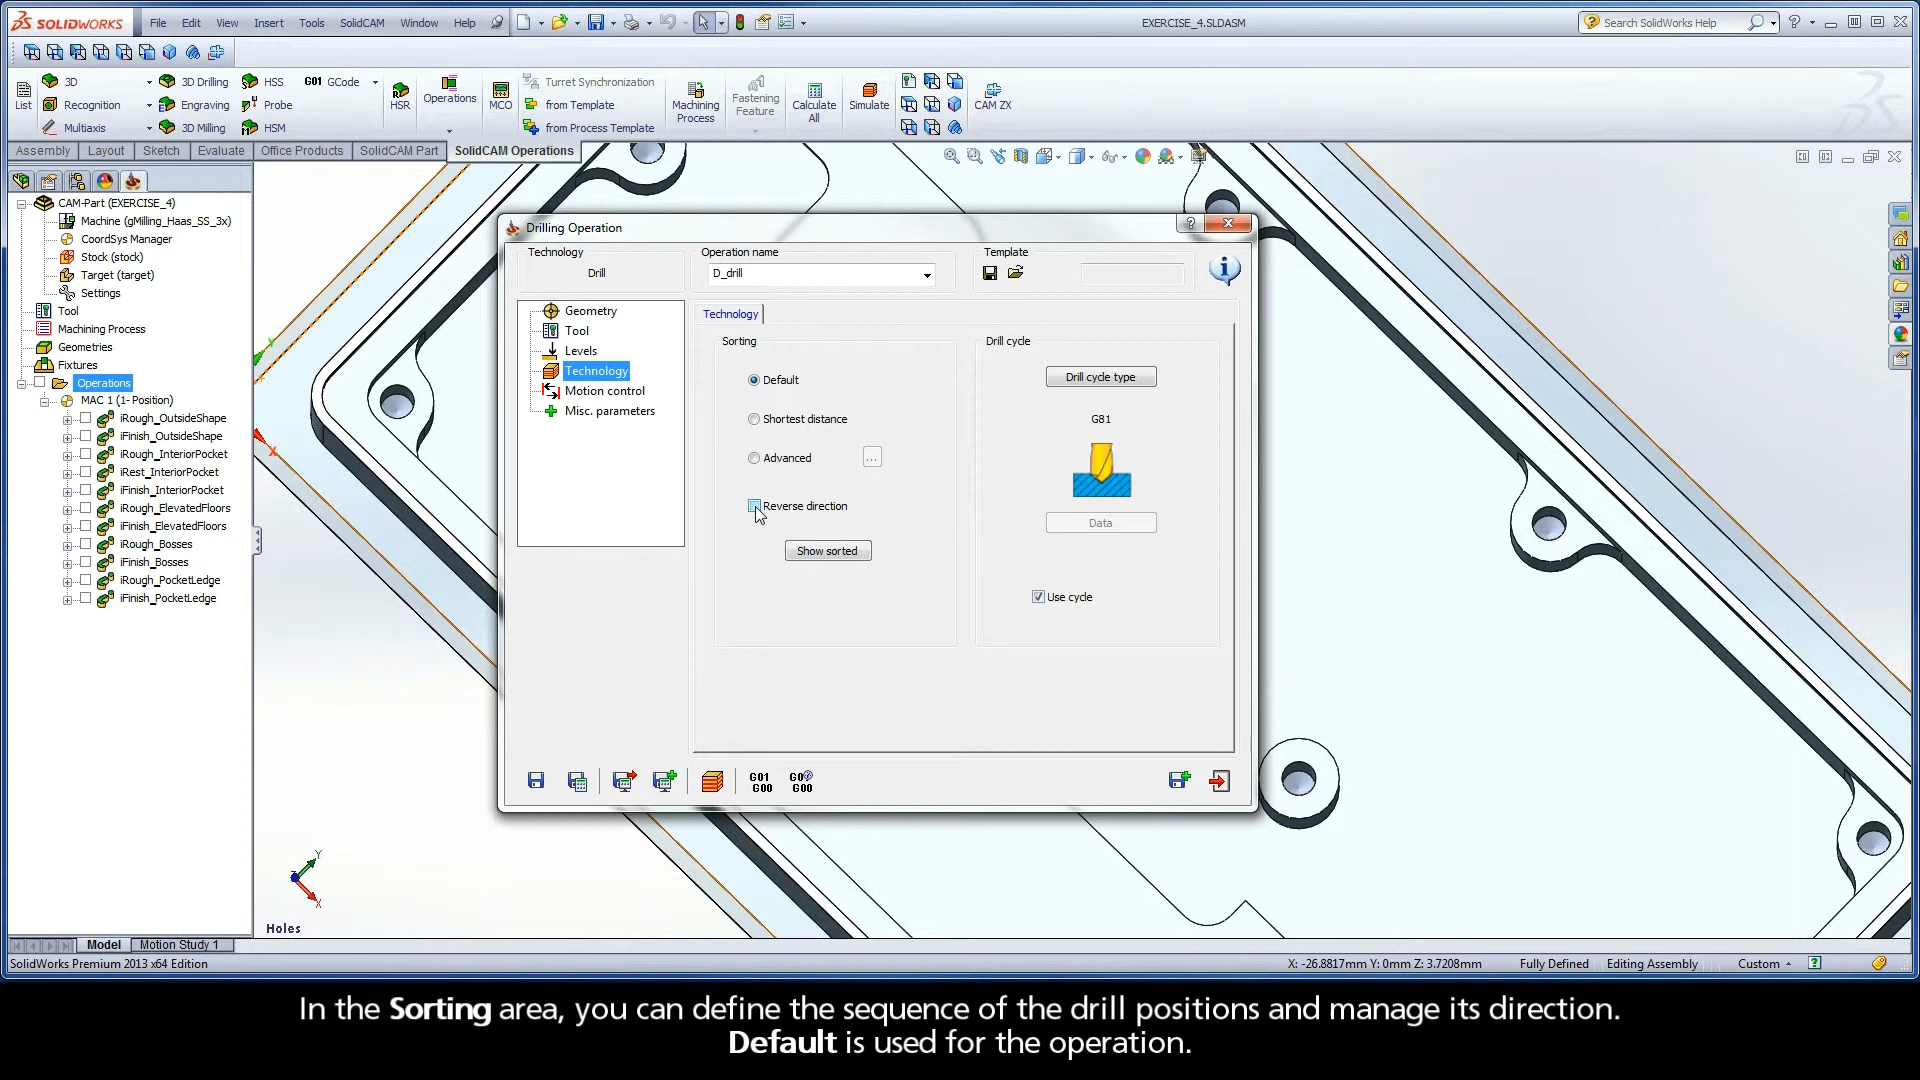 SOLIDWORKS File Edit View Insert Tools SolidCAM Window Help EXERCISE_4.SLDASM Search SolidWorks Help
3D 3D Drilling HSS G01 GCode Turret Synchronization
List Recognition Engraving Probe HSR Operations MCO from Template Machining Process Fastening Feature Calculate All Simulate CAM ZX
Multiaxis 3D Milling HSM from Process Template
Assembly Layout Sketch Evaluate Office Products SolidCAM Part SolidCAM Operations
CAM-Part (EXERCISE_4)
Machine (gMilling_Haas_SS_3x)
CoordSys Manager
Stock (stock)
Target (target)
Settings
Tool
Machining Process
Geometries
Fixtures
Operations
MAC 1 (1- Position)
iRough_OutsideShape
iFinish_OutsideShape
iRough_InteriorPocket
iRest_InteriorPocket
iFinish_InteriorPocket
iRough_ElevatedFloors
iFinish_ElevatedFloors
iRough_Bosses
iFinish_Bosses
iRough_PocketLedge
iFinish_PocketLedge
Drilling Operation
Technology Operation name Template
Drill D_drill
Geometry
Tool
Levels
Technology
Motion control
Misc. parameters
Technology
Sorting
Default
Shortest distance
Advanced ...
Reverse direction
Show sorted
Drill cycle
Drill cycle type
G81
Data
Use cycle
G01 G00
G00
Y
X
Y
X
Z
Holes
Model Motion Study 1
SolidWorks Premium 2013 x64 Edition X: -26.8817mm Y: 0mm Z: 3.7208mm Fully Defined Editing Assembly Custom
In the Sorting area, you can define the sequence of the drill positions and manage its direction.
Default is used for the operation.